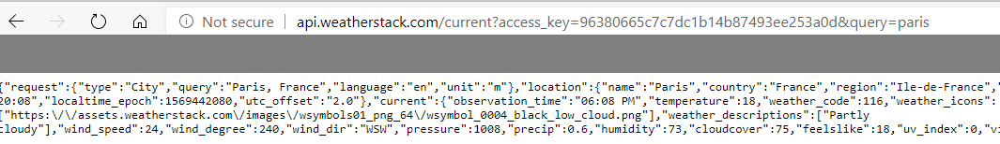 Not secure | api.weatherstack.com/current?access_key=96380665c7c7dc1b14b87493ee253a0d&query=paris
{"request":{"type":"City","query":"Paris, France","language":"en","unit":"m"},"location":{"name":"Paris","country":"France","region":"Ile-de-France","
20:08","localtime_epoch":1569442080,"utc_offset":"2.0"},"current":{"observation_time":"06:08 PM","temperature":18,"weather_code":116,"weather_icons":
["https:\/\/assets.weatherstack.com\/images\/wsymbols01_png_64\/wsymbol_0004_black_low_cloud.png"],"weather_descriptions":["Partly
cloudy"],"wind_speed":24,"wind_degree":240,"wind_dir":"WSW","pressure":1008,"precip":0.6,"humidity":73,"cloudcover":75,"feelslike":18,"uv_index":0,"vi